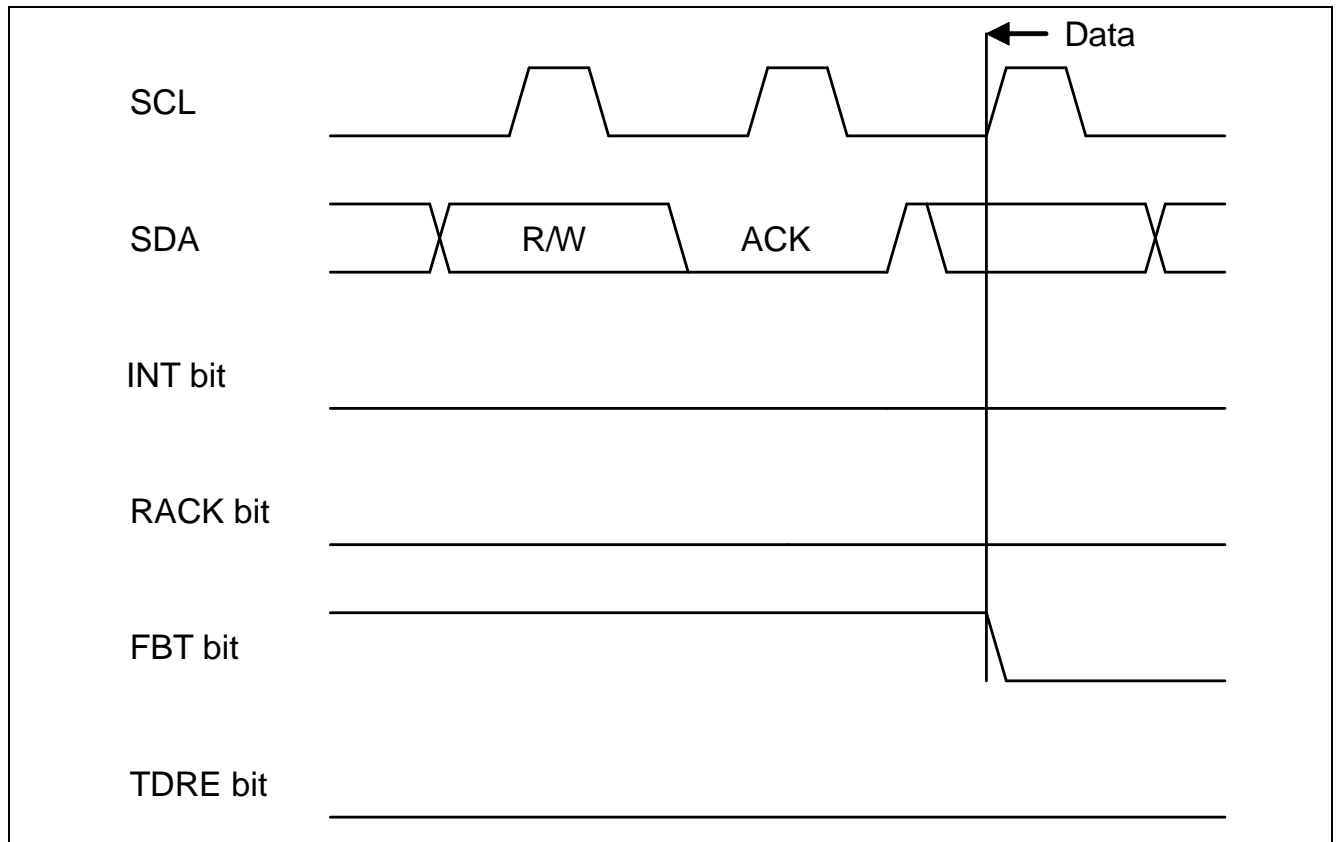 Data
SCL
SDA
R/W
ACK
INT bit
RACK bit
FBT bit
TDRE bit